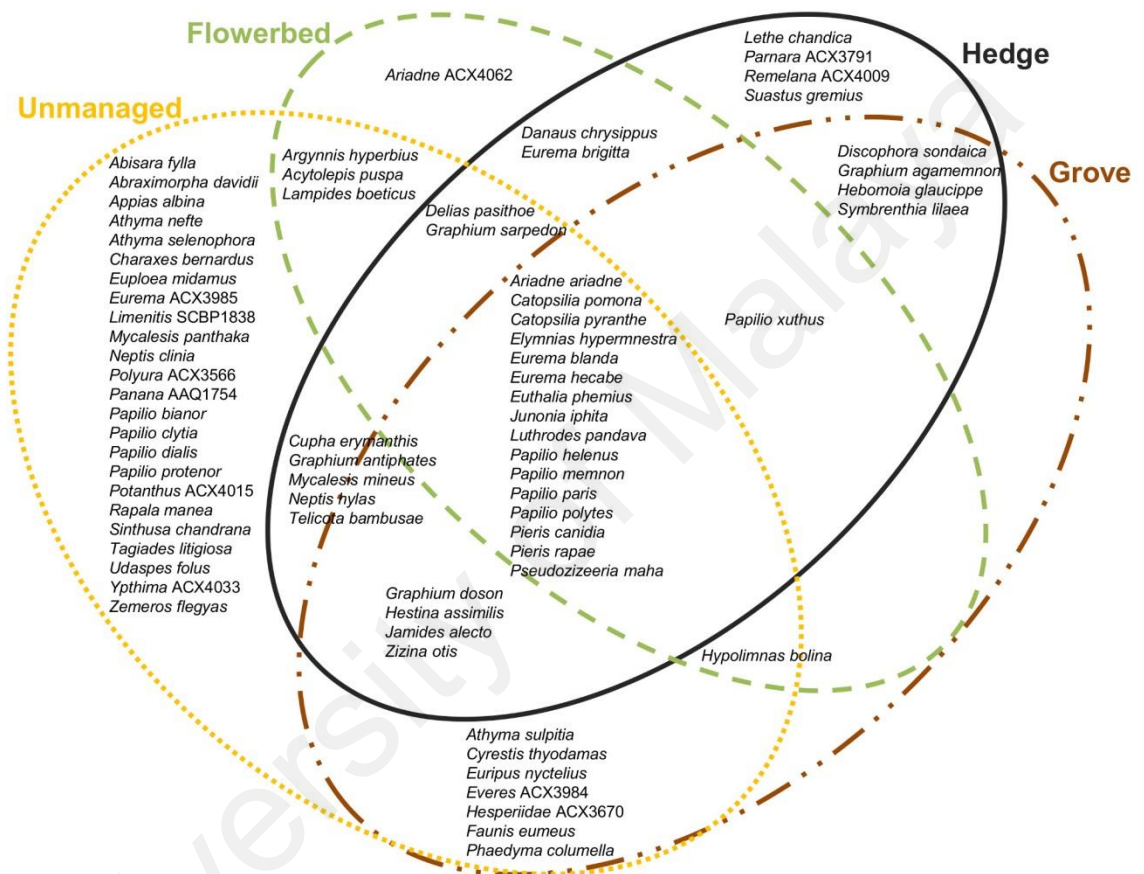 Flowerbed
Ariadne ACX4062
Lethe chandica
Parnara ACX3791
Remelana ACX4009
Suastus gremius
Hedge
Unmanaged
Danaus chrysippus
Eurema brigitta
Argynnis hyperbius
Acytolepis puspa
Lampides boeticus
Discophora sondaica
Graphium agamemnon
Hebomoia glaucippe
Symbrenthia lilaea
Grove
Abisara fylla
Abraximorpha davidii
Appias albina
Athyma nefte
Athyma selenophora
Charaxes bernardus
Euploea midamus
Eurema ACX3985
Limenitis SCBP1838
Mycalesis panthaka
Neptis clinia
Polyura ACX3566
Panana AAQ1754
Papilio bianor
Papilio clytia
Papilio dialis
Papilio protenor
Potanthus ACX4015
Rapala manea
Sinthusa chandrana
Tagiades litigiosa
Udaspes folus
Ypthima ACX4033
Zemeros flegyas
Delias pasithoe
Graphium sarpedon
Ariadne ariadne
Catopsilia pomona
Catopsilia pyranthe
Elymnias hypermnestra
Eurema blanda
Eurema hecabe
Euthalia phemius
Junonia iphita
Luthrodes pandava
Papilio helenus
Papilio memnon
Papilio paris
Papilio polytes
Pieris canidia
Pieris rapae
Pseudozizeeria maha
Papilio xuthus
Cupha erymanthis
Graphium antiphates
Mycalesis mineus
Neptis hylas
Telicota bambusae
Graphium doson
Hestina assimilis
Jamides alecto
Zizina otis
Hypolimnas bolina
Athyma sulpitia
Cyrestis thyodamas
Euripus nyctelius
Everes ACX3984
Hesperiidae ACX3670
Faunis eumeus
Phaedyma columella
versity of Malaya